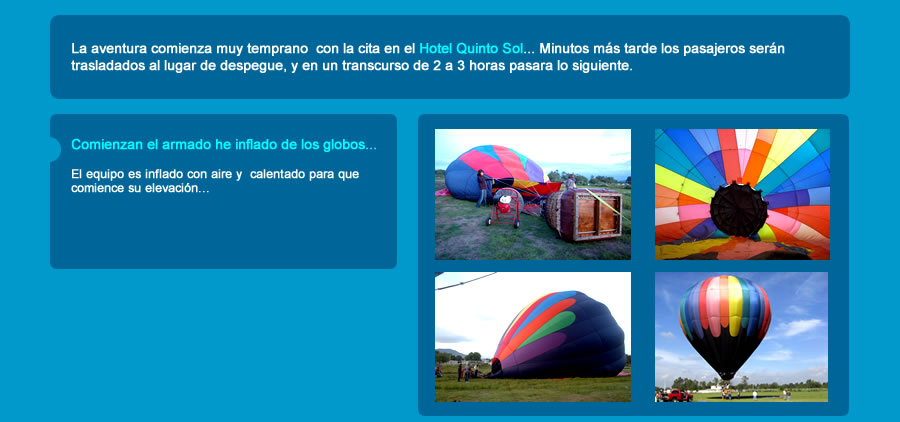 La aventura comienza muy temprano  con la cita en el Hotel Quinto Sol... Minutos más tarde los pasajeros serán
trasladados al lugar de despegue, y en un transcurso de 2 a 3 horas pasara lo siguiente.
Comienzan el armado he inflado de los globos...
El equipo es inflado con aire y  calentado para que
comience su elevación...